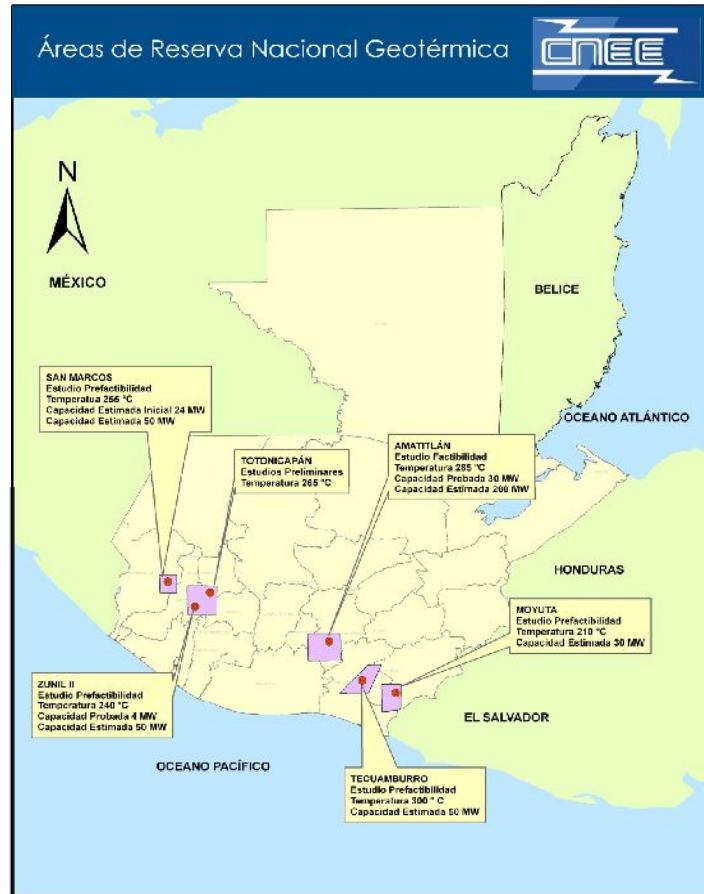 Áreas de Reserva Nacional Geotérmica
CNEE
N
MÉXICO
BELICE
OCEANO ATLÁNTICO
SAN MARCOS
Estudio Prefactibilidad
Temperatua 255 °C
Capacidad Estimada Inicial 24 MW
Capacidad Estimada 50 MW
TOTONICAPÁN
Estudios Preliminares
Temperatura 265 °C
AMATITLÁN
Estudio Factibilidad
Temperatura 285 °C
Capacidad Probada 30 MW
Capacidad Estimada 200 MW
HONDURAS
MOYUTA
Estudio Prefactibilidad
Temperatura 210 °C
Capacidad Estimada 30 MW
ZUNIL II
Estudio Prefactibilidad
Temperatura 240 °C
Capacidad Probada 4 MW
Capacidad Estimada 50 MW
EL SALVADOR
OCEANO PACÍFICO
TECUAMBURRO
Estudio Prefactibilidad
Temperatura 300 ° C
Capacidad Estimada 50 MW